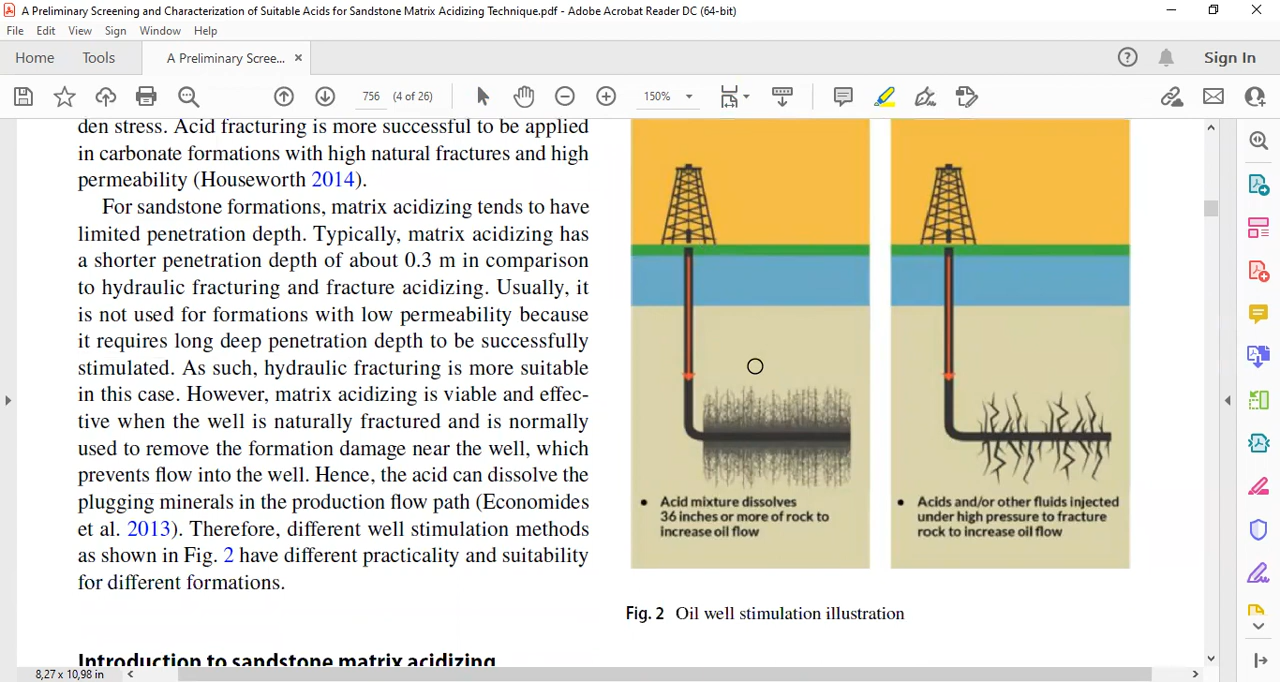 A Preliminary Screening and Characterization of Suitable Acids for Sandstone Matrix Acidizing Technique.pdf - Adobe Acrobat Reader DC (64-bit)
File Edit View Sign Window Help
Home Tools A Preliminary Scree... × Sign In
756 (4 of 26) 150%
den stress. Acid fracturing is more successful to be applied
in carbonate formations with high natural fractures and high
permeability (Houseworth 2014).
For sandstone formations, matrix acidizing tends to have
limited penetration depth. Typically, matrix acidizing has
a shorter penetration depth of about 0.3 m in comparison
to hydraulic fracturing and fracture acidizing. Usually, it
is not used for formations with low permeability because
it requires long deep penetration depth to be successfully
stimulated. As such, hydraulic fracturing is more suitable
in this case. However, matrix acidizing is viable and effec-
tive when the well is naturally fractured and is normally
used to remove the formation damage near the well, which
prevents flow into the well. Hence, the acid can dissolve the
plugging minerals in the production flow path (Economides
et al. 2013). Therefore, different well stimulation methods
as shown in Fig. 2 have different practicality and suitability
for different formations.
Introduction to sandstone matrix acidizing
• Acid mixture dissolves
36 inches or more of rock to
increase oil flow
• Acids and/or other fluids injected
under high pressure to fracture
rock to increase oil flow
Fig. 2 Oil well stimulation illustration
8,27 x 10,98 in